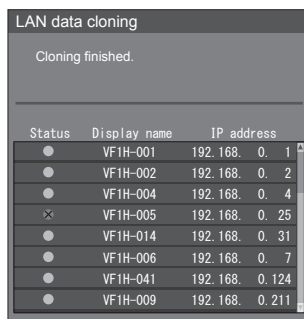 LAN data cloning
Cloning finished.
Status Display name IP address
VF1H-001 192.168. 0. 1
VF1H-002 192.168. 0. 2
VF1H-004 192.168. 0. 4
VF1H-005 192.168. 0. 25
VF1H-014 192.168. 0. 31
VF1H-006 192.168. 0. 7
VF1H-041 192.168. 0.124
VF1H-009 192.168. 0.211